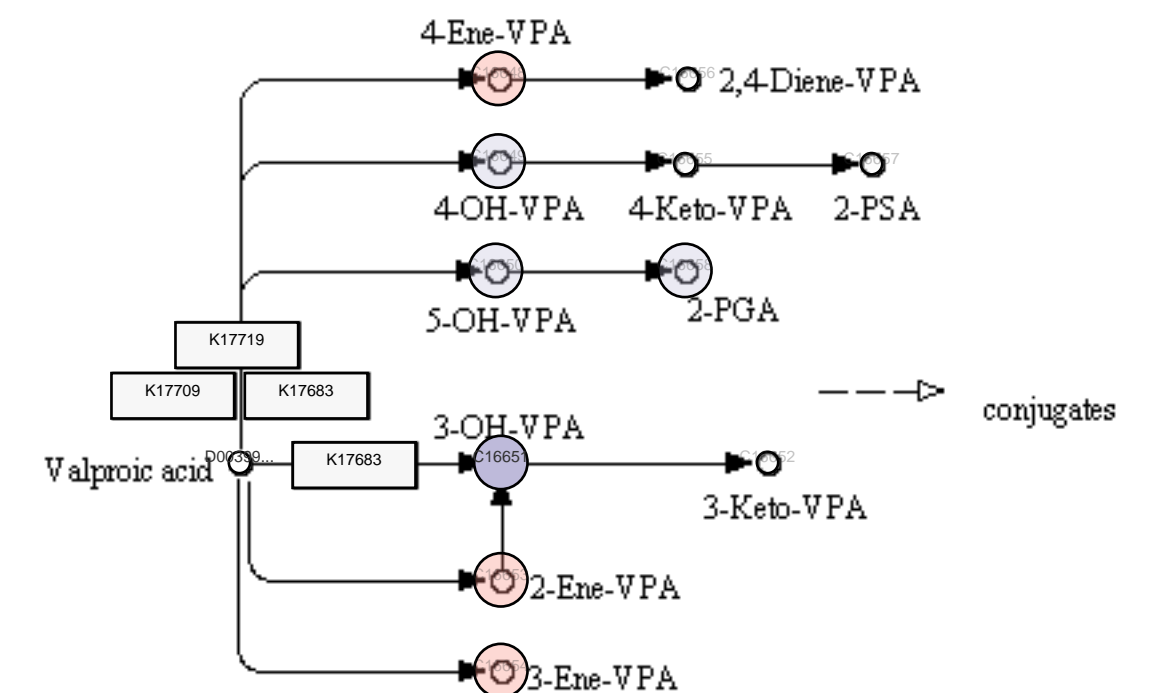 4-Ene-VPA
C16056
2,4-Diene-VPA
4-OH-VPA
4-Keto-VPA
2-PSA
5-OH-VPA
2-PGA
K17719
K17709
K17683
conjugates
3-OH-VPA
Valproic acid
D00399...
K17683
C16651
3-Keto-VPA
2-Ene-VPA
3-Ene-VPA